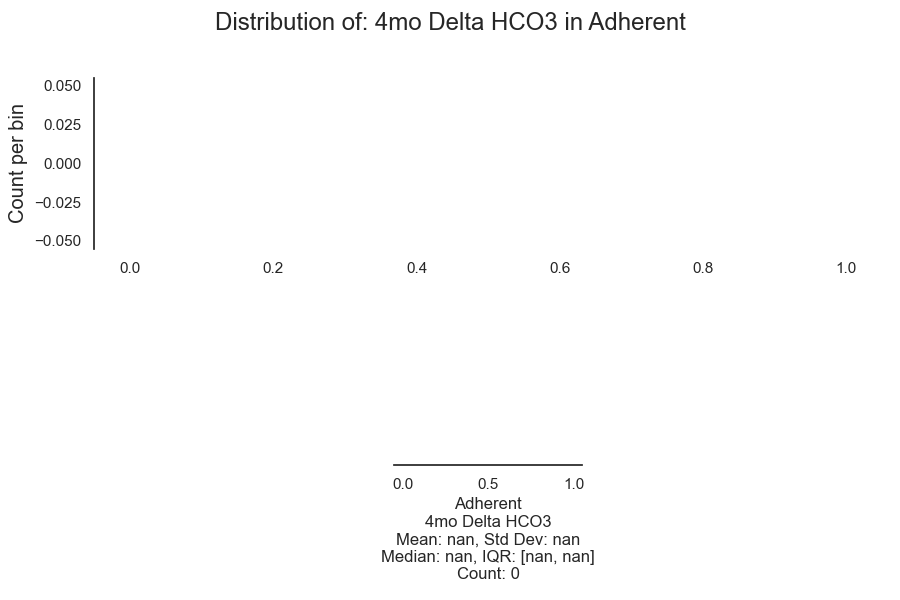 Distribution of: 4mo Delta HCO3 in Adherent
Count per bin
0.050
0.025
0.000
−0.025
−0.050
0.0 0.2 0.4 0.6 0.8 1.0
0.0 0.5 1.0
Adherent
4mo Delta HCO3
Mean: nan, Std Dev: nan
Median: nan, IQR: [nan, nan]
Count: 0